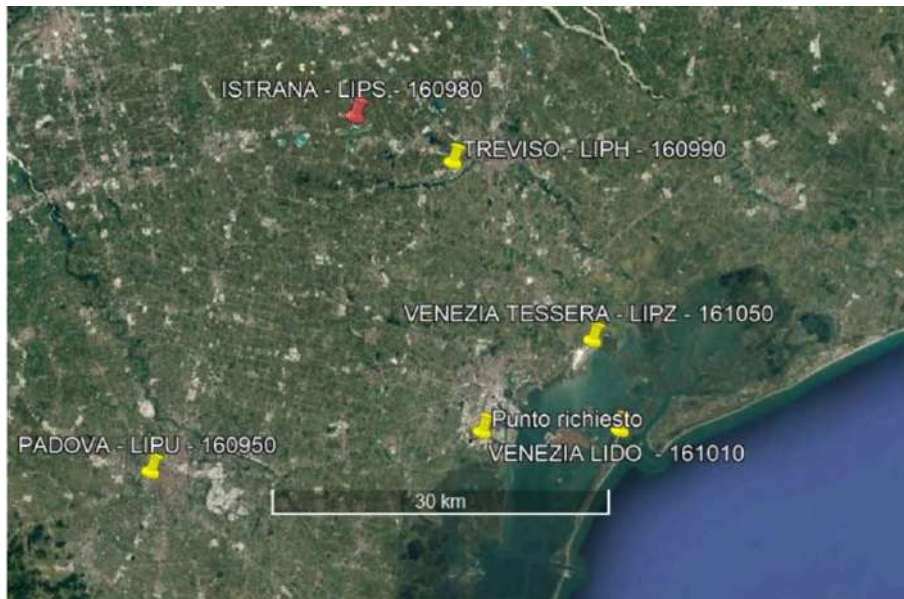 ISTRANA - LIPS - 160980
TREVISO - LIPH - 160990
VENEZIA TESSERA - LIPZ - 161050
Punto richiesto
PADOVA - LIPU - 160950
VENEZIA LIDO - 161010
30 km